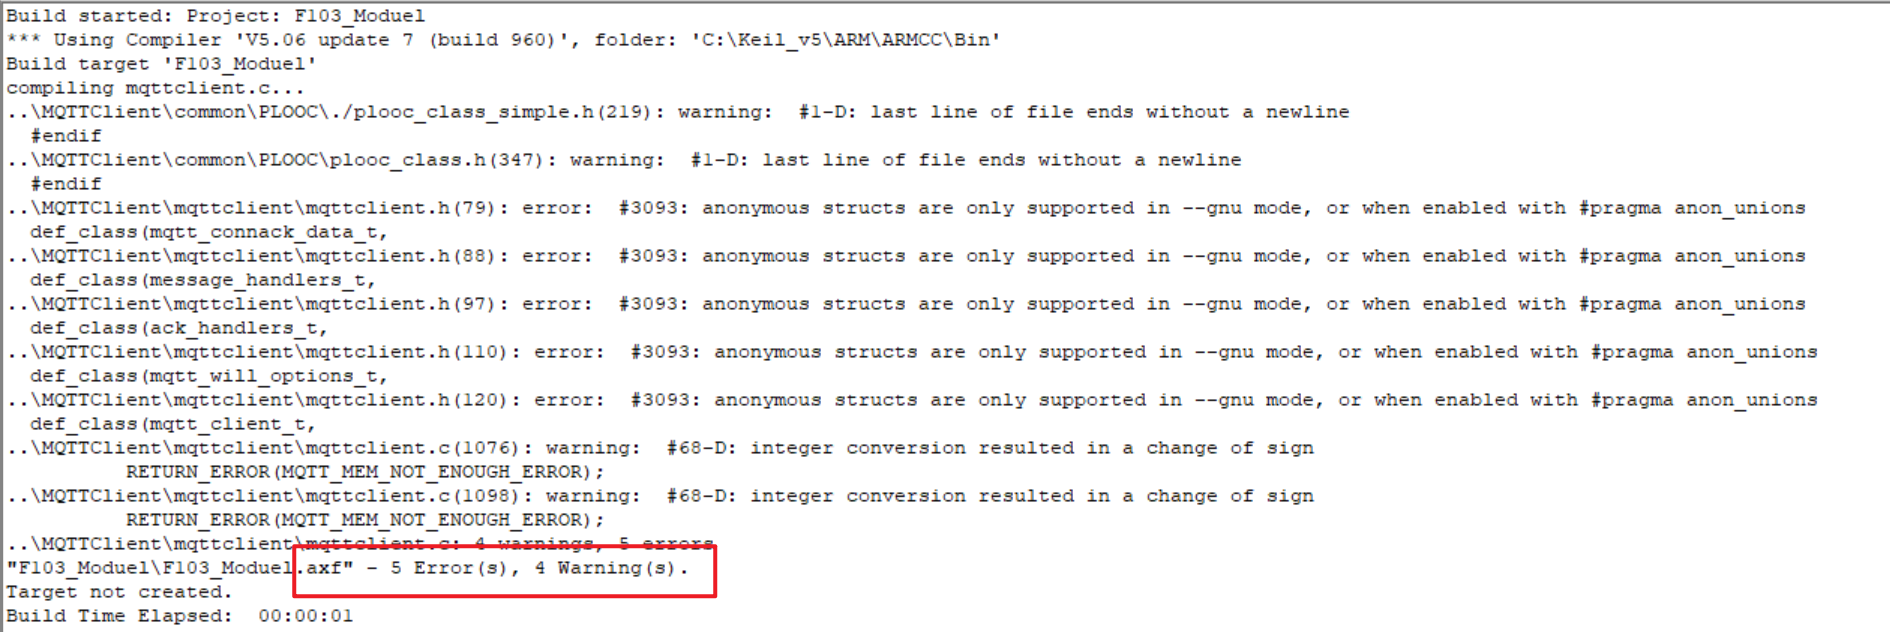 Build started: Project: F103_Moduel
*** Using Compiler 'V5.06 update 7 (build 960)', folder: 'C:\Keil_v5\ARM\ARMCC\Bin'
Build target 'F103_Moduel'
compiling mqttclient.c...
..\MQTTClient\common\PLOOC\./plooc_class_simple.h(219): warning:  #1-D: last line of file ends without a newline
  #endif
..\MQTTClient\common\PLOOC\plooc_class.h(347): warning:  #1-D: last line of file ends without a newline
  #endif
..\MQTTClient\mqttclient\mqttclient.h(79): error:  #3093: anonymous structs are only supported in --gnu mode, or when enabled with #pragma anon_unions
  def_class(mqtt_connack_data_t,
..\MQTTClient\mqttclient\mqttclient.h(88): error:  #3093: anonymous structs are only supported in --gnu mode, or when enabled with #pragma anon_unions
  def_class(message_handlers_t,
..\MQTTClient\mqttclient\mqttclient.h(97): error:  #3093: anonymous structs are only supported in --gnu mode, or when enabled with #pragma anon_unions
  def_class(ack_handlers_t,
..\MQTTClient\mqttclient\mqttclient.h(110): error:  #3093: anonymous structs are only supported in --gnu mode, or when enabled with #pragma anon_unions
  def_class(mqtt_will_options_t,
..\MQTTClient\mqttclient\mqttclient.h(120): error:  #3093: anonymous structs are only supported in --gnu mode, or when enabled with #pragma anon_unions
  def_class(mqtt_client_t,
..\MQTTClient\mqttclient\mqttclient.c(1076): warning:  #68-D: integer conversion resulted in a change of sign
          RETURN_ERROR(MQTT_MEM_NOT_ENOUGH_ERROR);
..\MQTTClient\mqttclient\mqttclient.c(1098): warning:  #68-D: integer conversion resulted in a change of sign
          RETURN_ERROR(MQTT_MEM_NOT_ENOUGH_ERROR);
..\MQTTClient\mqttclient\mqttclient.c: 4 warnings, 5 errors
"F103_Moduel\F103_Moduel.axf" - 5 Error(s), 4 Warning(s).
Target not created.
Build Time Elapsed:  00:00:01